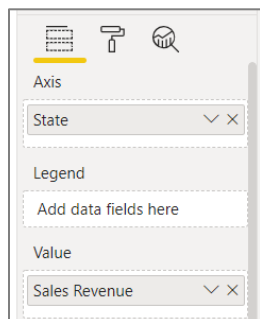 Axis
State
Legend
Add data fields here
Value
Sales Revenue